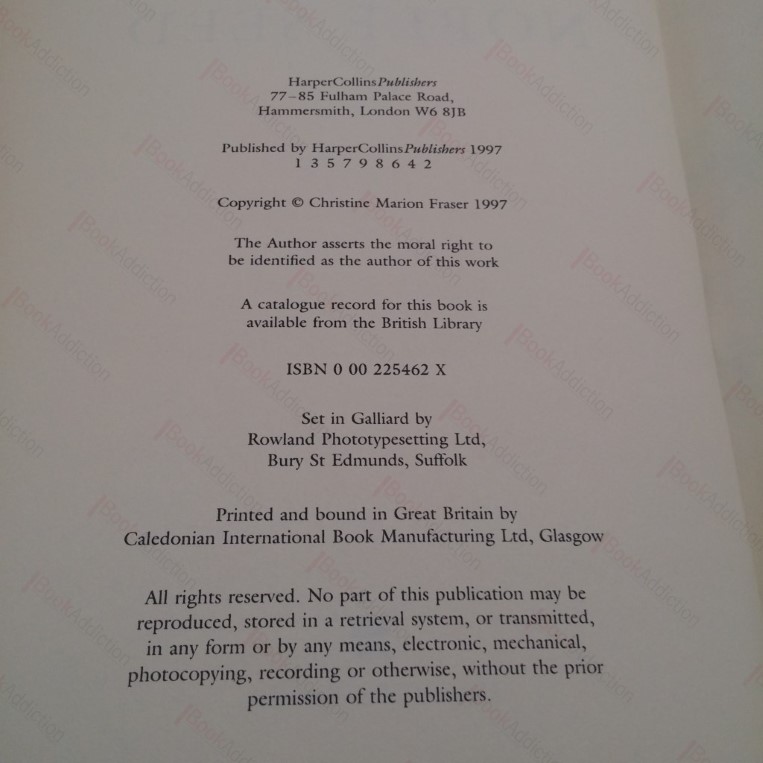 HarperCollinsPublishers
77–85 Fulham Palace Road,
Hammersmith, London W6 8JB
Published by HarperCollinsPublishers 1997
1 3 5 7 9 8 6 4 2
Copyright © Christine Marion Fraser 1997
The Author asserts the moral right to
be identified as the author of this work
A catalogue record for this book is
available from the British Library
ISBN 0 00 225462 X
Set in Galliard by
Rowland Phototypesetting Ltd,
Bury St Edmunds, Suffolk
Printed and bound in Great Britain by
Caledonian International Book Manufacturing Ltd, Glasgow
All rights reserved. No part of this publication may be
reproduced, stored in a retrieval system, or transmitted,
in any form or by any means, electronic, mechanical,
photocopying, recording or otherwise, without the prior
permission of the publishers.
BookAddiction